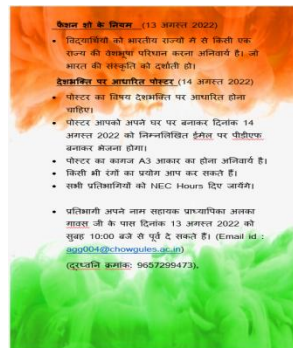 फैशन शो के नियम (13 अगस्त 2022)
• विद्यार्थियों को भारतीय राज्यों में से किसी एक
राज्य की वेशभूषा परिधान करना अनिवार्य है। जो
भारत की संस्कृति को दर्शाती हो।
देशभक्ति पर आधारित पोस्टर (14 अगस्त 2022)
• पोस्टर का विषय देशभक्ति पर आधारित होना
चाहिए।
• पोस्टर आपको अपने घर पर बनाकर दिनांक 14
अगस्त 2022 को निम्नलिखित ईमेल पर पीडीएफ
बनाकर भेजना होगा।
• पोस्टर का कागज A3 आकार का होना अनिवार्य है।
• किसी भी रंगों का प्रयोग आप कर सकते हैं।
• सभी प्रतिभागियों को NEC Hours दिए जायेंगे।
• प्रतिभागी अपने नाम सहायक प्राध्यापिका अलका
गावस जी के पास दिनांक 13 अगस्त 2022 को
सुबह 10:00 बजे से पूर्व दे सकते हैं। (Email id :
agg004@chowgules.ac.in)
(दूरध्वनि क्रमांक: 9657299473),